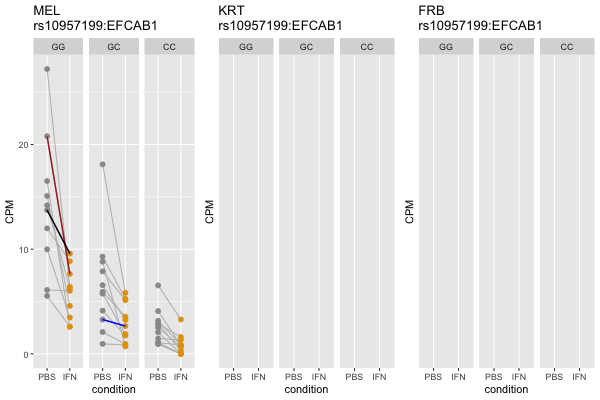 MEL
rs10957199:EFCAB1
GG GC CC
CPM
20
10
0
PBS IFN PBS IFN PBS IFN
condition
KRT
rs10957199:EFCAB1
GG GC CC
CPM
PBS IFN PBS IFN PBS IFN
condition
FRB
rs10957199:EFCAB1
GG GC CC
CPM
PBS IFN PBS IFN PBS IFN
condition